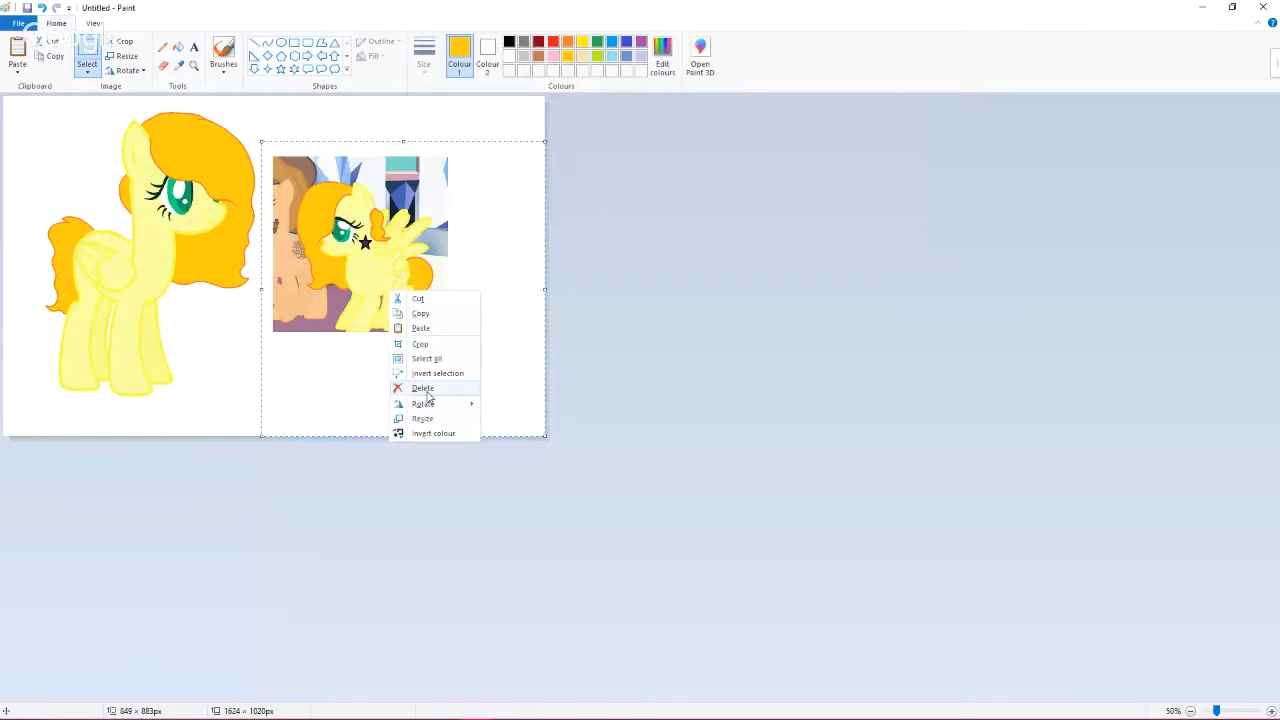 Untitled - Paint
File Home View
Cut Crop Outline
Paste Copy Select Resize Brushes Fill Size Colour 1 Colour 2 Edit colours Open Paint 3D
Rotate
Clipboard Image Tools Shapes Colours
Cut
Copy
Paste
Crop
Select all
Invert selection
Delete
Rotate
Resize
Invert colour
849 × 883px 1624 × 1020px 50%